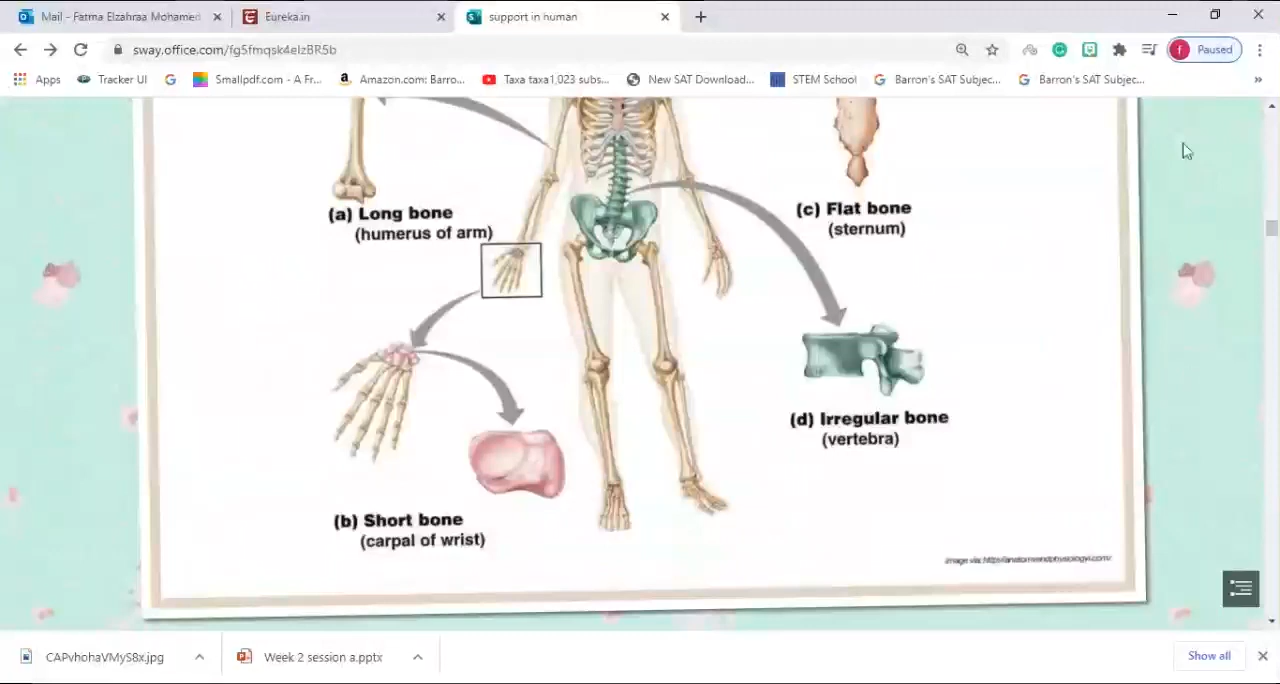 Mail - Fatma Elzahraa Mohamed
Eureka.in
support in human
sway.office.com/fg5fmqsk4elzBR5b
f
Paused
Apps
Tracker UI
Smallpdf.com - A Fr...
Amazon.com: Barro...
Taxa taxa1,023 subs...
New SAT Download...
STEM School
Barron's SAT Subjec...
Barron's SAT Subjec...
(a) Long bone
(humerus of arm)
(c) Flat bone
(sternum)
(d) Irregular bone
(vertebra)
(b) Short bone
(carpal of wrist)
CAPvhohaVMyS8x.jpg
Week 2 session a.pptx
Show all